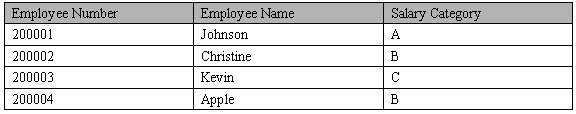 Employee Number Employee Name Salary Category
200001 Johnson A
200002 Christine B
200003 Kevin C
200004 Apple B